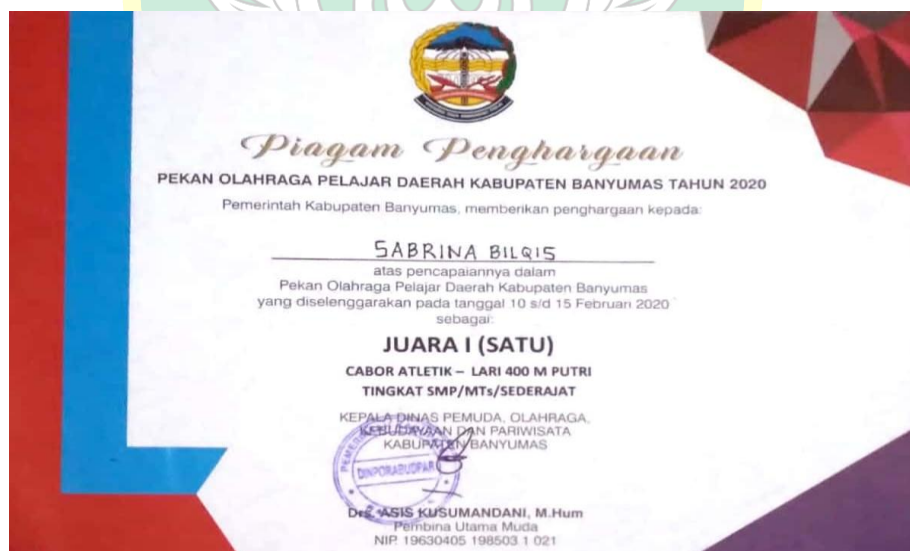 Piagam Penghargaan
PEKAN OLAHRAGA PELAJAR DAERAH KABUPATEN BANYUMAS TAHUN 2020
Pemerintah Kabupaten Banyumas, memberikan penghargaan kepada:
SABRINA BILQIS
atas pencapaiannya dalam
Pekan Olahraga Pelajar Daerah Kabupaten Banyumas
yang diselenggarakan pada tanggal 10 s/d 15 Februari 2020
sebagai:
JUARA I (SATU)
CABOR ATLETIK – LARI 400 M PUTRI
TINGKAT SMP/MTs/SEDERAJAT
KEPALA DINAS PEMUDA, OLAHRAGA,
KEBUDAYAAN DAN PARIWISATA
KABUPATEN BANYUMAS
DINPORABUDPAR
Drs. ASIS KUSUMANDANI, M.Hum
Pembina Utama Muda
NIP. 19630405 198503 1 021